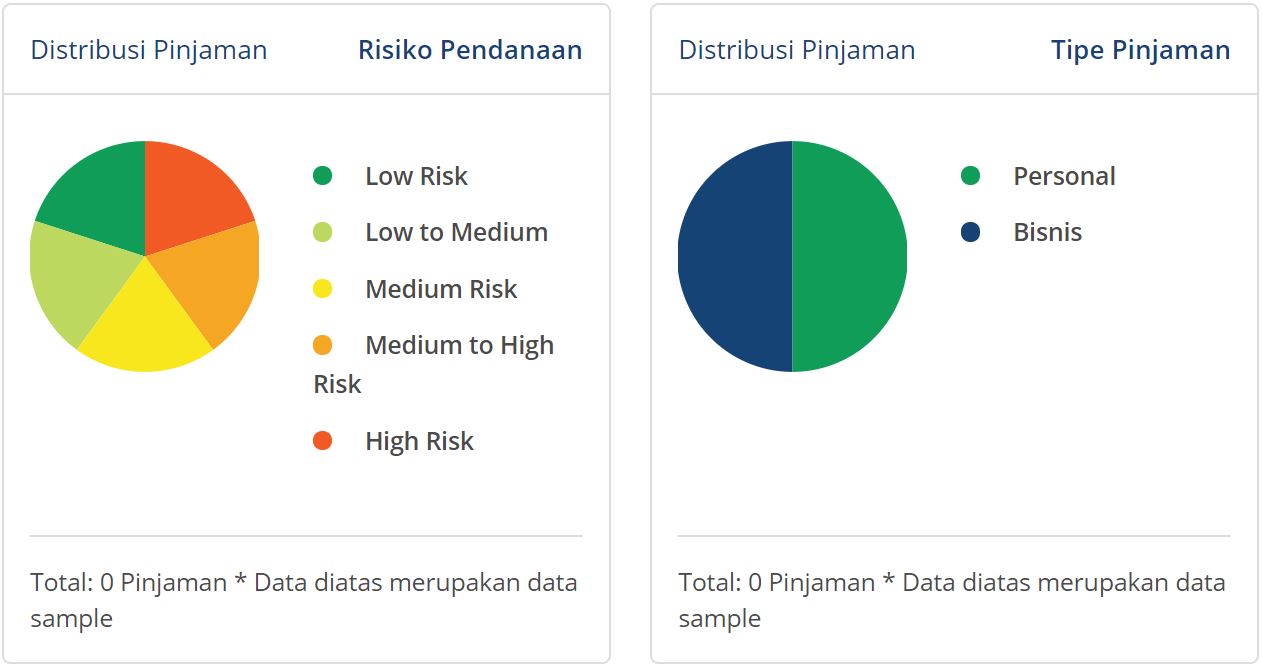 Distribusi Pinjaman Risiko Pendanaan
Low Risk
Low to Medium
Medium Risk
Medium to High
Risk
High Risk
Total: 0 Pinjaman * Data diatas merupakan data
sample
Distribusi Pinjaman Tipe Pinjaman
Personal
Bisnis
Total: 0 Pinjaman * Data diatas merupakan data
sample